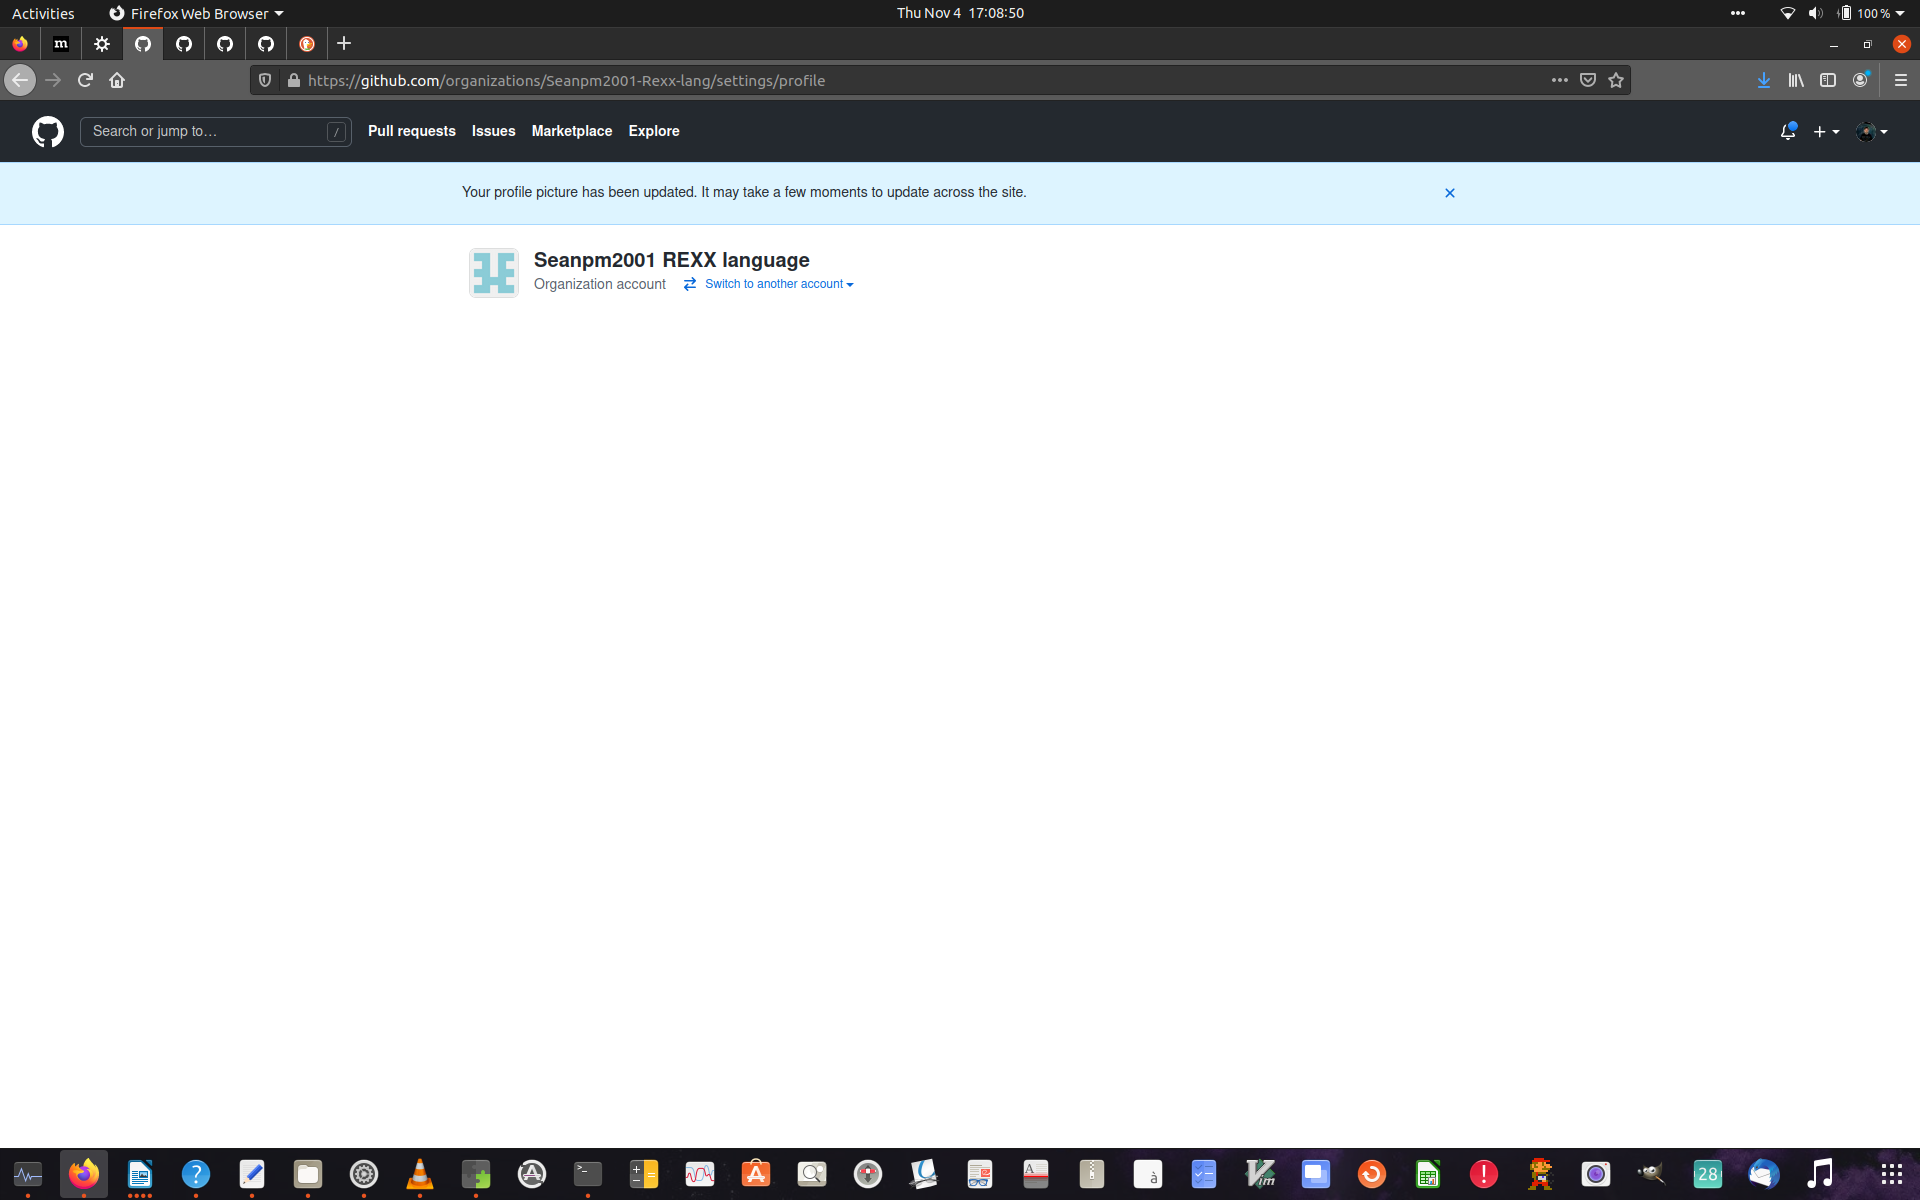 Activities
Firefox Web Browser
Thu Nov 4 17:08:50
100 %
m
https://github.com/organizations/Seanpm2001-Rexx-lang/settings/profile
Search or jump to…
/
Pull requests
Issues
Marketplace
Explore
Your profile picture has been updated. It may take a few moments to update across the site.
Seanpm2001 REXX language
Organization account
Switch to another account
?
>_
A
à
Vim
!
28